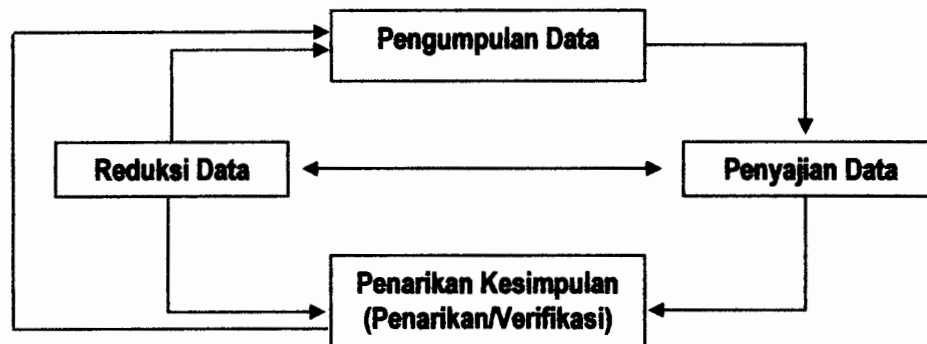 Pengumpulan Data
Reduksi Data
Penyajian Data
Penarikan Kesimpulan
(Penarikan/Verifikasi)